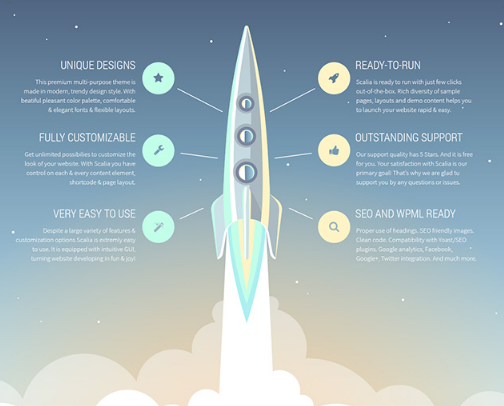 UNIQUE DESIGNS
This premium multi-purpose theme is
made in modern, trendy design style. With
beatiful pleasant color palette, comfortable
& elegant fonts & flexible layouts.
FULLY CUSTOMIZABLE
Get unlimited possibilies to customize the
look of your website. With Scalia you have
control on each & every content element,
shortcode & page layout.
VERY EASY TO USE
Despite a large variety of features &
customization options Scalia is extremly easy
to use. It is equipped with intuitive GUI,
turning website developing in fun & joy!
READY-TO-RUN
Scalia is ready to run with just few clicks
out-of-the-box. Rich diversity of sample
pages, layouts and demo content helps you
to launch your website rapid & easy.
OUTSTANDING SUPPORT
Our support quality has 5 Stars. And it is free
for you. Your satisfaction with Scalia is our
primary goal! That's why we are glad to
support you by any questions or issues.
SEO AND WPML READY
Proper use of headings. SEO friendly images.
Clean code. Compatibility with Yoast/SEO
plugins. Google analytics, Facebook,
Google+, Twitter integration. And much more.